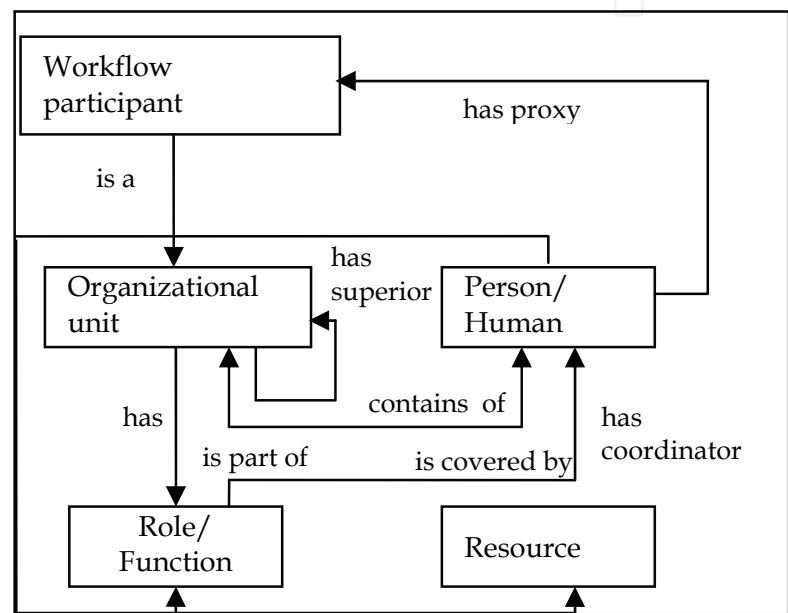 Workflow
participant
has proxy
is a
has
superior
Organizational
unit
Person/
Human
contains of
has
has
coordinator
is part of
is covered by
Role/
Function
Resource